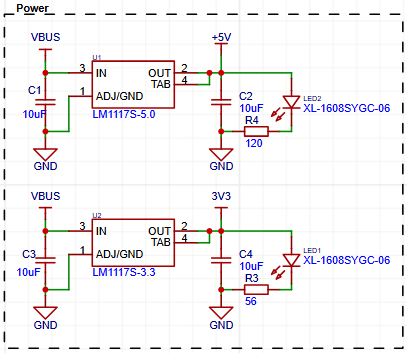 Power
VBUS
U1
+5V
3 IN
OUT 2
TAB 4
1 ADJ/GND
LM1117S-5.0
C1
10uF
C2
10uF
R4
120
LED2
XL-1608SYGC-06
GND
GND
VBUS
U2
3V3
3 IN
OUT 2
TAB 4
1 ADJ/GND
LM1117S-3.3
C3
10uF
C4
10uF
R3
56
LED1
XL-1608SYGC-06
GND
GND